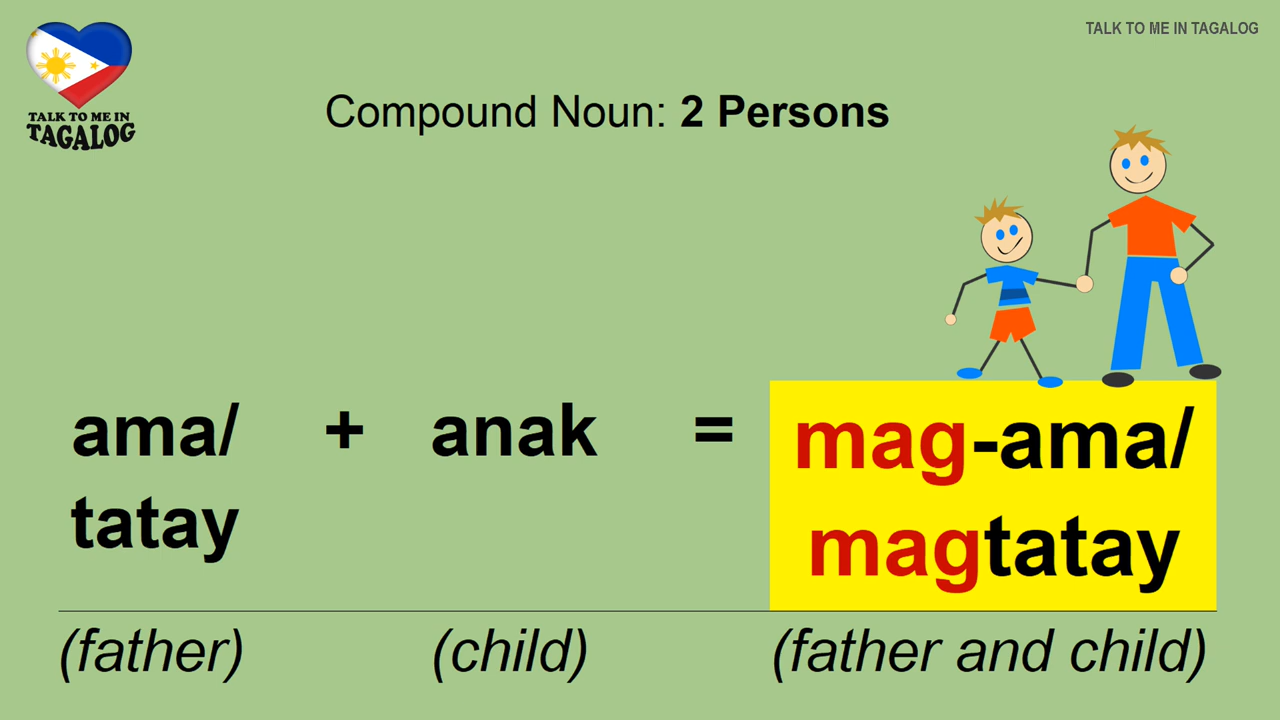 TALK TO ME IN TAGALOG
TALK TO ME IN
TAGALOG
Compound Noun: 2 Persons
ama/ + anak = mag-ama/
tatay magtatay
(father) (child) (father and child)